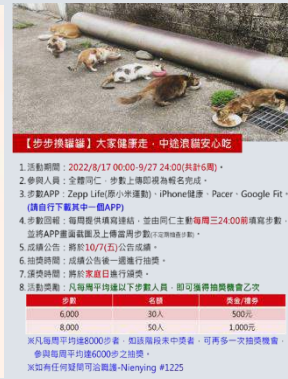 【步步換罐罐】大家健康走，中途浪貓安心吃
1.活動期間：2022/8/17 00:00-9/27 24:00(共計6周)。
2.參與人員：全體同仁，步數上傳即視為報名完成。
3.步數APP：Zepp Life(原小米運動)、iPhone健康、Pacer、Google Fit。
(請自行下載其中一個APP)
4.步數回報：每周提供填寫連結，並由同仁主動每周三24:00前填寫步數，
並將APP畫面截圖及上傳當周步數(不定期抽查步數)。
5.成績公告：將於10/7(五)公告成績。
6.抽獎時間：成績公告後一週進行抽獎。
7.頒獎時間：將於家庭日進行頒獎。
8.活動獎勵：凡每周平均達以下步數人員，即可獲得抽獎機會乙次
步數 名額 獎金/禮券
6,000 30人 500元
8,000 50人 1,000元
※凡每周平均達8000步者，如該階段未中獎者，可再多一次抽獎機會，
參與每周平均達6000步之抽獎。
※如有任何疑問可洽職護-Nienying #1225